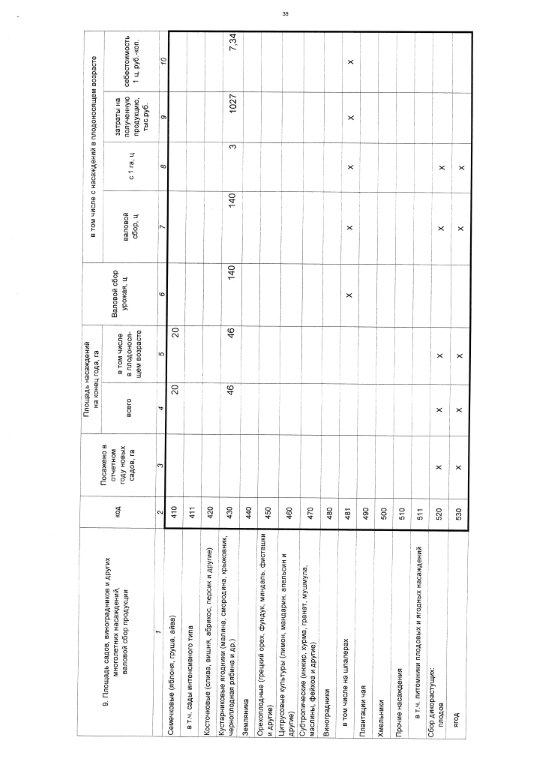 38
9. Площадь садов, виноградников и других
многолетних насаждений,
валовой сбор продукции
код
Посажено в
отчетном
году новых
садов, га
Площадь насаждений
на конец года, га
всего
в том числе
в плодонося-
щем возрасте
Валовой сбор
урожая, ц
в том числе с насаждений в плодоносящем возрасте
валовой
сбор, ц
с 1 га, ц
затраты на
полученную
продукцию,
тыс.руб.
себестоимость
1 ц, руб.-коп.
1 2 3 4 5 6 7 8 9 10
Семечковые (яблоня, груша, айва) 410 20 20
в т.ч. сады интенсивного типа 411
Косточковые (слива, вишня, абрикос, персик и другие) 420
Кустарниковые ягодники (малина, смородина, крыжовник,
черноплодная рябина и др.) 430 46 46 140 140 3 1027 7,34
Земляника 440
Орехоплодные (грецкий орех, фундук, миндаль, фисташки
и другие) 450
Цитрусовые культуры (лимон, мандарин, апельсин и
другие) 460
Субтропические (инжир, хурма, гранат, мушмула,
маслины, фейхоа и другие) 470
Виноградники 480
в том числе на шпалерах 481 X X X X X
Плантации чая 490
Хмельники 500
Прочие насаждения 510
в т.ч. питомники плодовых и ягодных насаждений 511
Сбор дикорастущих:
плодов 520 X X X X X
ягод 530 X X X X X